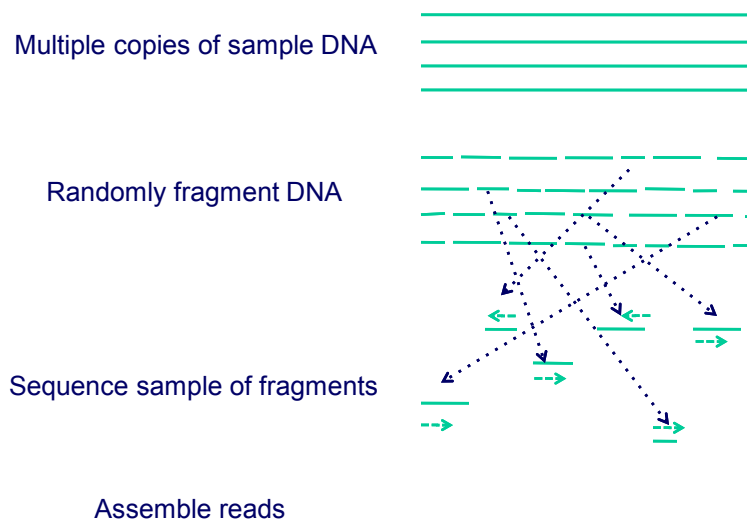 Multiple copies of sample DNA
Randomly fragment DNA
Sequence sample of fragments
Assemble reads